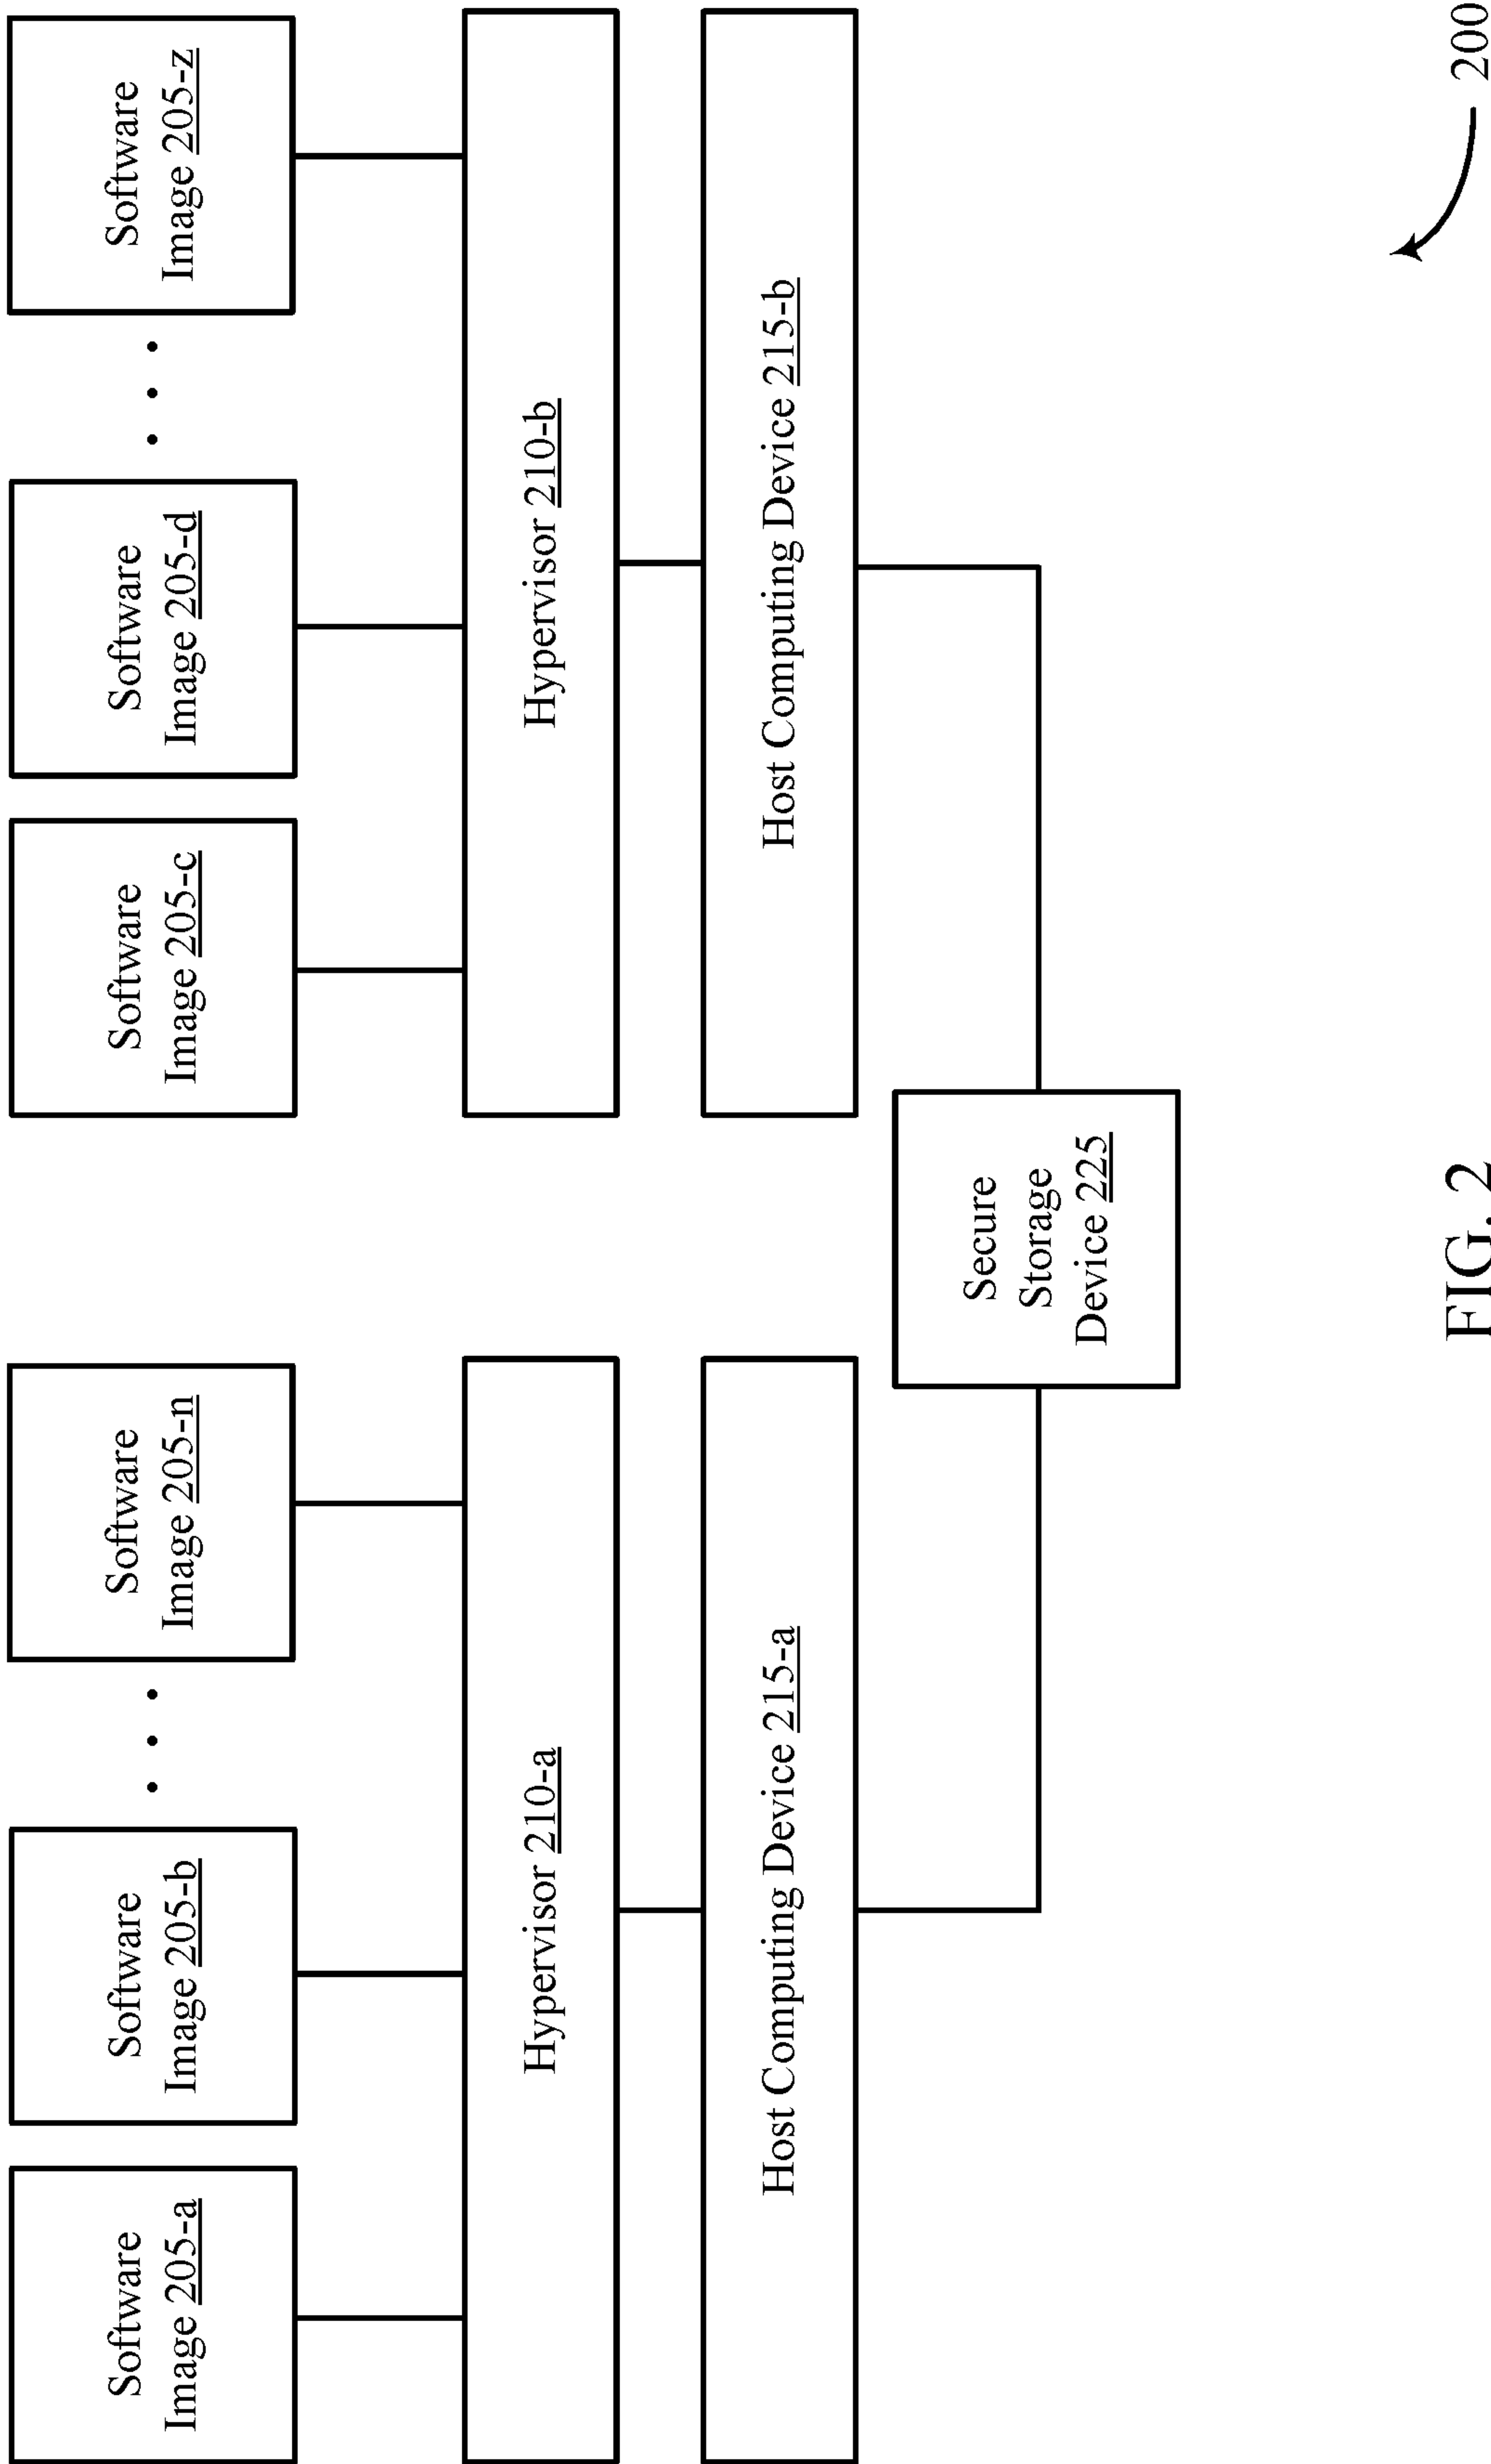 Software
Image 205-a
Software
Image 205-b
Software
Image 205-n
Software
Image 205-c
Software
Image 205-d
Software
Image 205-z
Hypervisor 210-a
Hypervisor 210-b
Host Computing Device 215-a
Host Computing Device 215-b
Secure
Storage
Device 225
200
FIG. 2